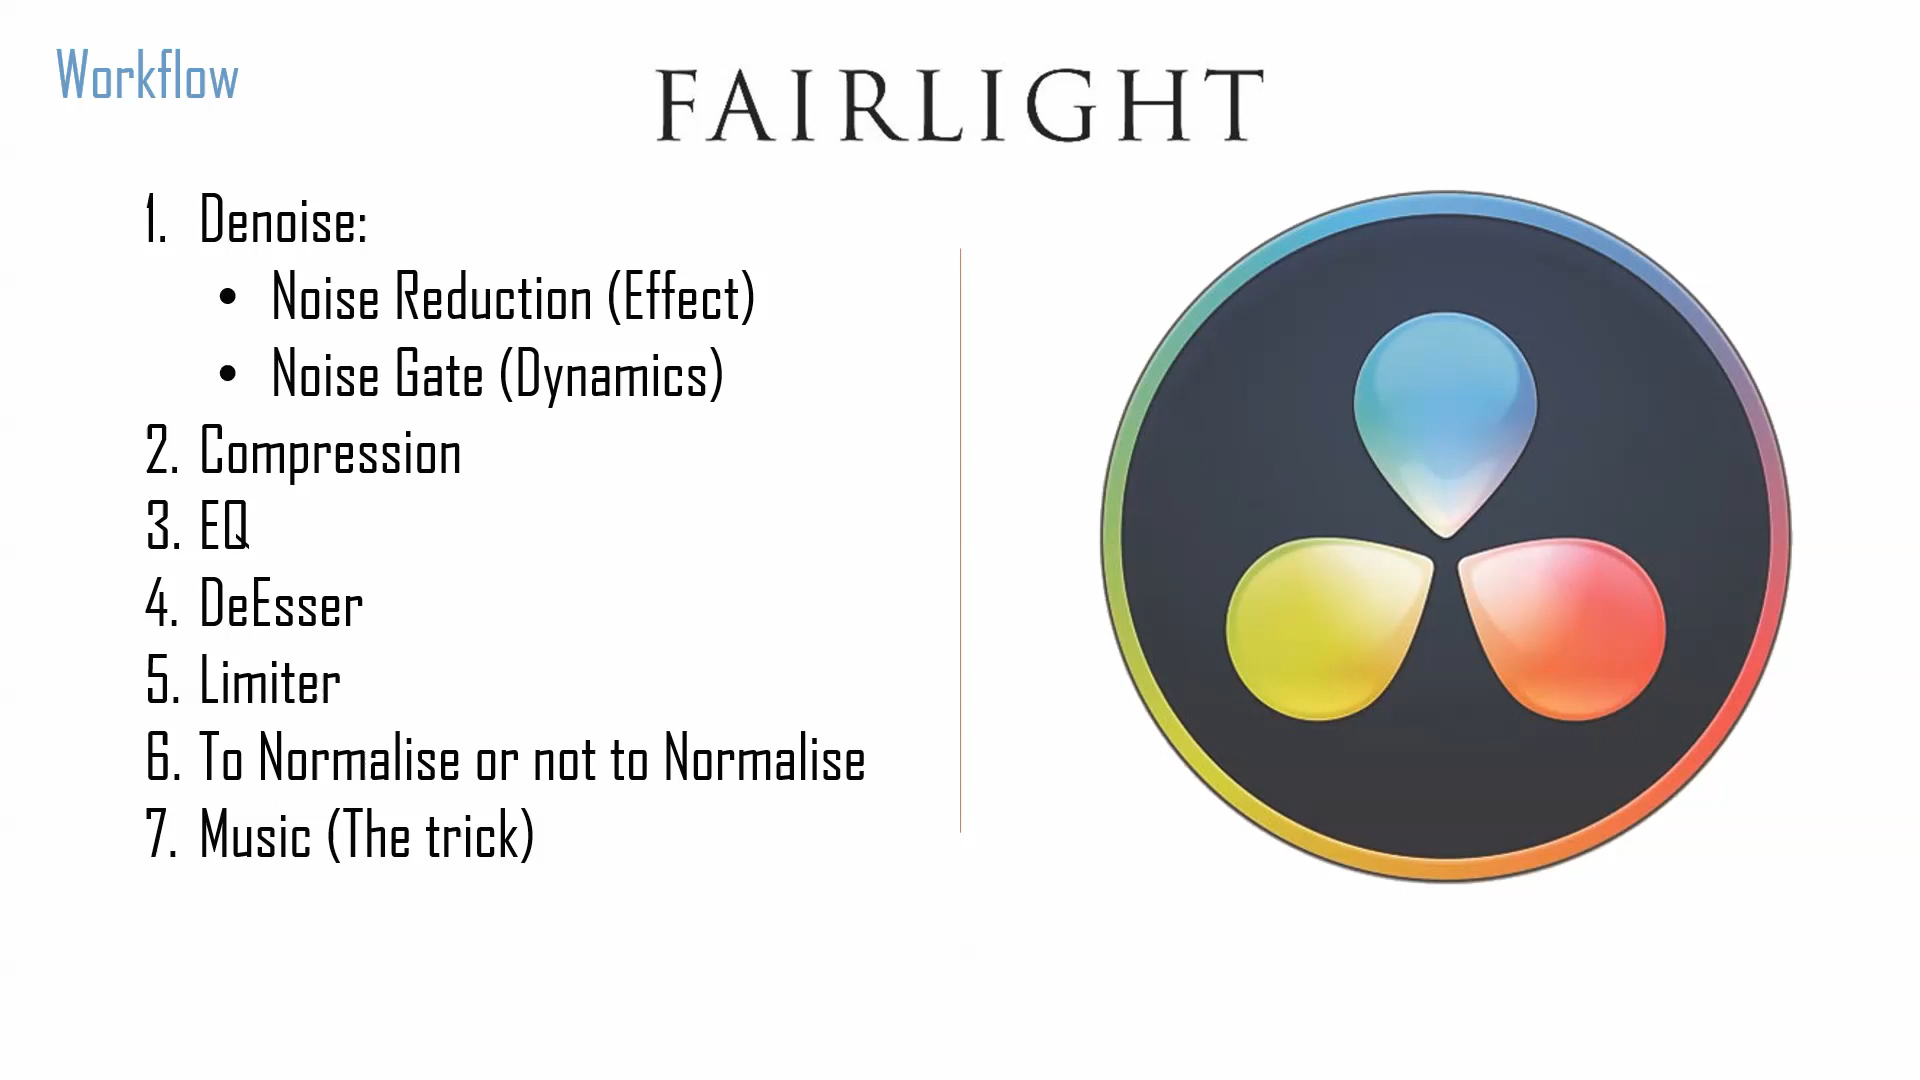 Workflow
FAIRLIGHT
1. Denoise:
• Noise Reduction (Effect)
• Noise Gate (Dynamics)
2. Compression
3. EQ
4. DeEsser
5. Limiter
6. To Normalise or not to Normalise
7. Music (The trick)